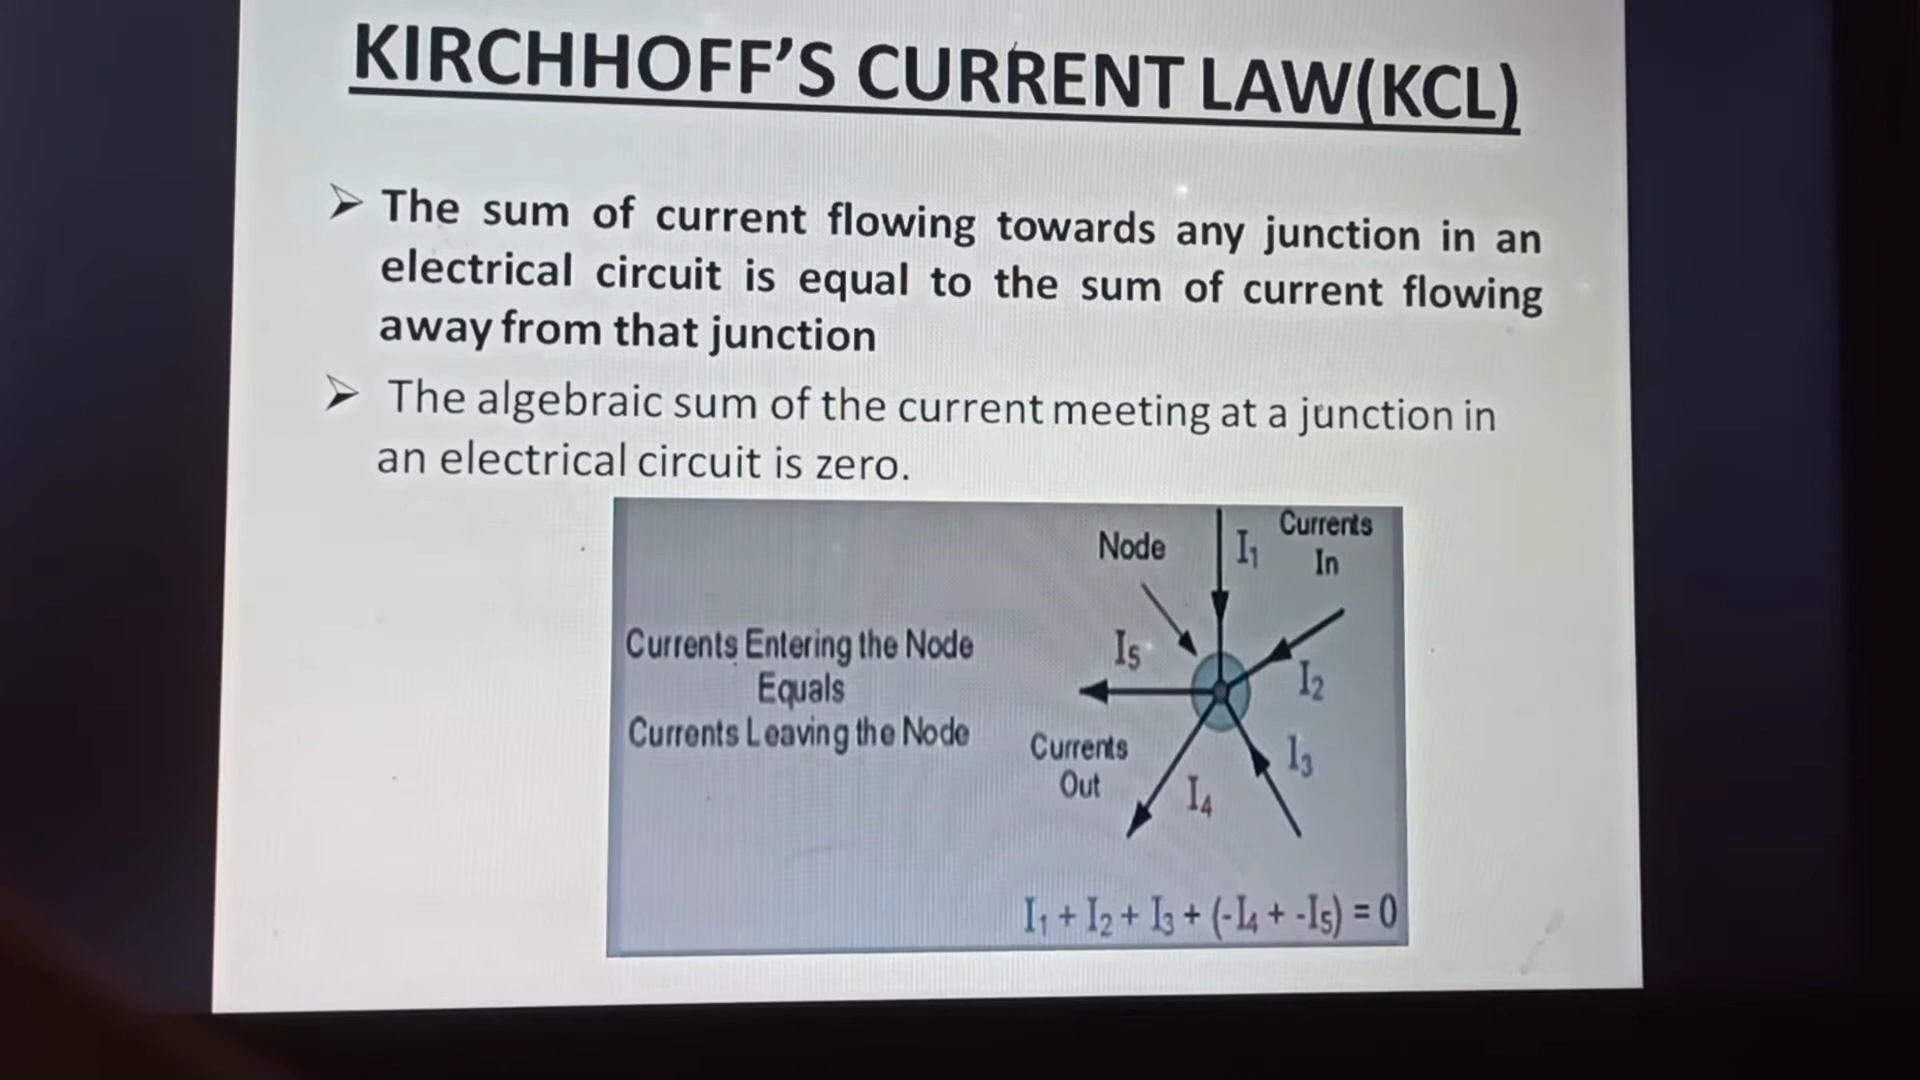 KIRCHHOFF'S CURRENT LAW(KCL)
➢ The sum of current flowing towards any junction in an
electrical circuit is equal to the sum of current flowing
away from that junction
➢ The algebraic sum of the current meeting at a junction in
an electrical circuit is zero.
Node
I₁
Currents
In
Currents Entering the Node
Equals
Currents Leaving the Node
I₅
I₂
Currents
Out
I₃
I₄
I₁ + I₂ + I₃ + (-I₄ + -I₅) = 0